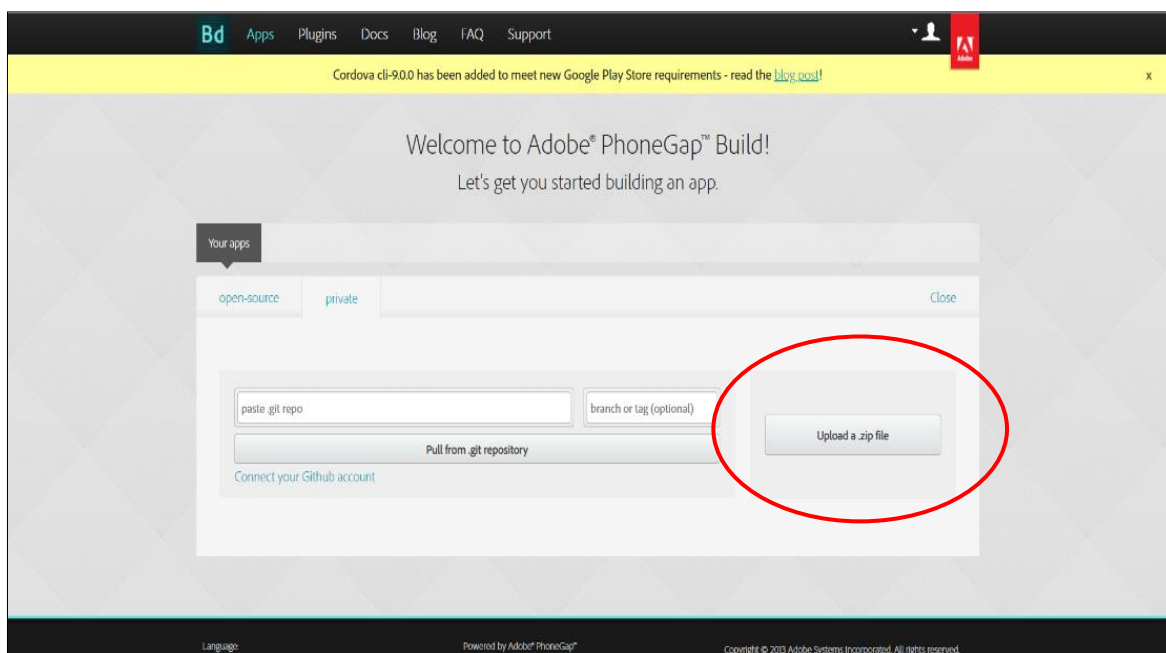 Bd Apps Plugins Docs Blog FAQ Support
Adobe
Cordova cli-9.0.0 has been added to meet new Google Play Store requirements - read the blog post! x
Welcome to Adobe® PhoneGap™ Build!
Let's get you started building an app.
Your apps
open-source private Close
paste .git repo branch or tag (optional)
Upload a .zip file
Pull from .git repository
Connect your Github account
Language: Powered by Adobe® PhoneGap™ Copyright © 2013 Adobe Systems Incorporated. All rights reserved.